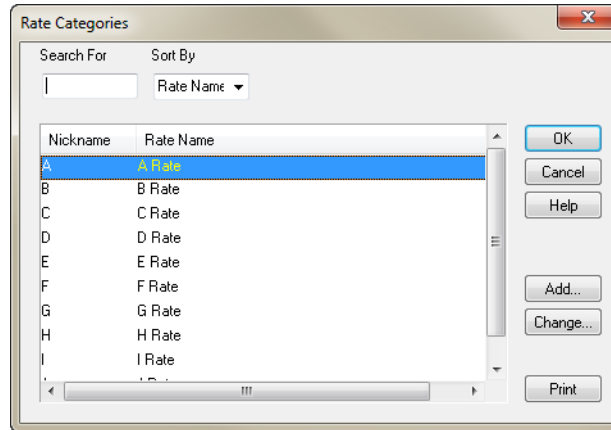 Rate Categories
Search For Sort By
Rate Name
Nickname Rate Name
A A Rate
B B Rate
C C Rate
D D Rate
E E Rate
F F Rate
G G Rate
H H Rate
I I Rate
OK
Cancel
Help
Add...
Change...
Print